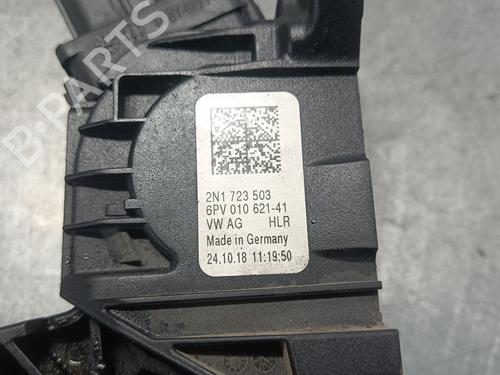 B-PARTS
2N1 723 503
6PV 010 621-41
VW AG HLR
Made in Germany
24.10.18 11:19:50